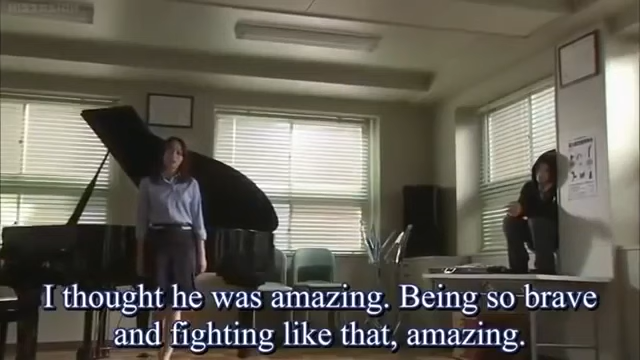 I thought he was amazing. Being so brave
and fighting like that, amazing.